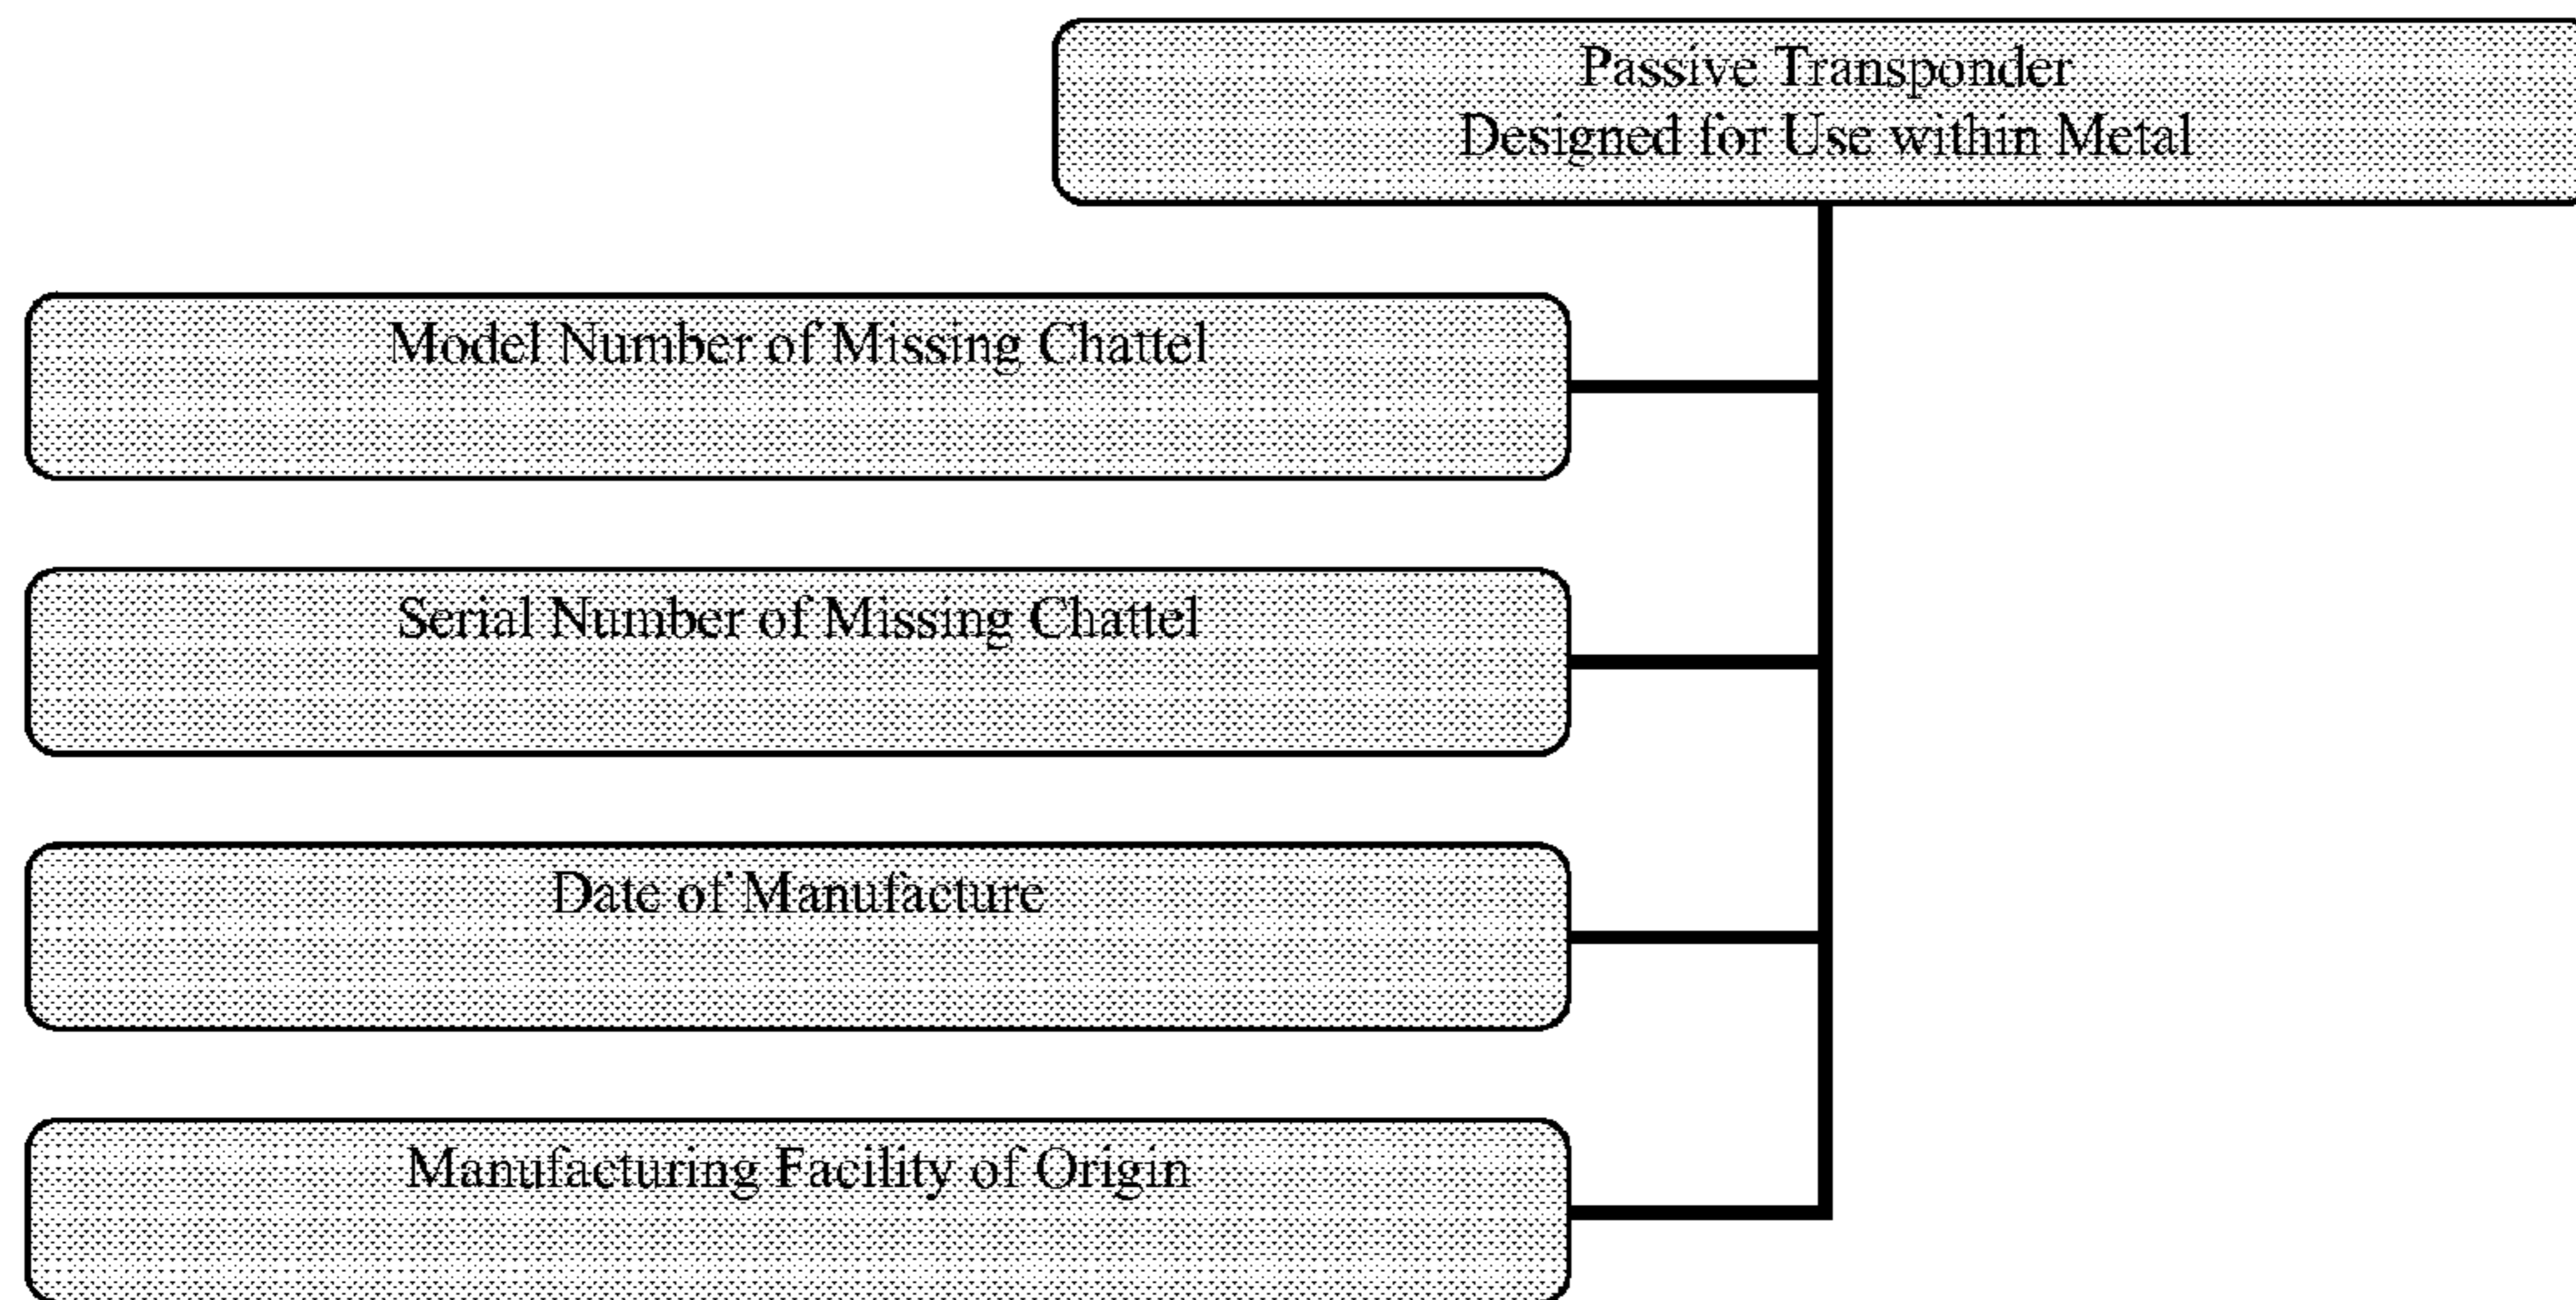 Passive Transponder
Designed for Use within Metal
Model Number of Missing Chattel
Serial Number of Missing Chattel
Date of Manufacture
Manufacturing Facility of Origin